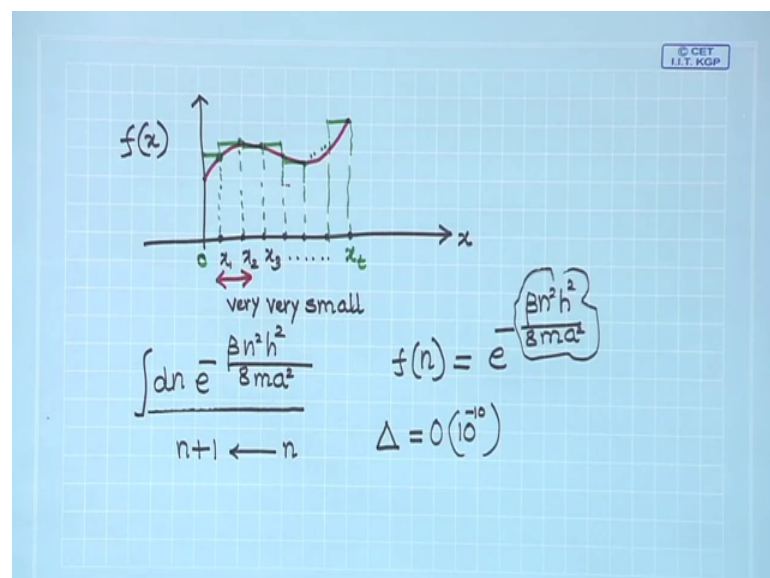 © CET
I.I.T. KGP
f(x)
0 x₁ x₂ x₃ ...... xₜ x
very very small
∫dn e^-βn²h²/8ma²
f(n) = e^-βn²h²/8ma²
n+1 ← n
Δ = O(10⁻¹⁰)